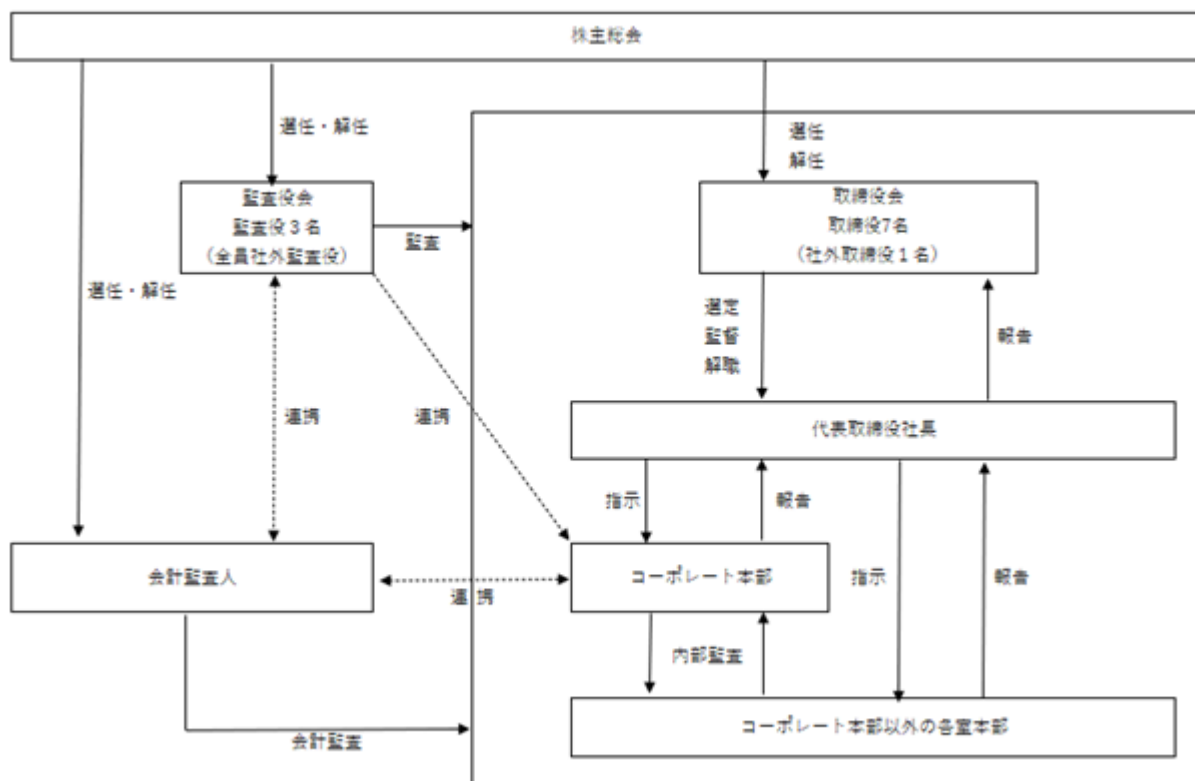 株主総会
選任・解任
選任
解任
監査役会
監査役3名
(全員社外監査役)
監査
取締役会
取締役7名
(社外取締役1名)
選任・解任
選定
監督
解職
報告
連携
連携
代表取締役社長
指示
報告
会計監査人
連携
コーポレート本部
指示
報告
内部監査
会計監査
コーポレート本部以外の各室本部